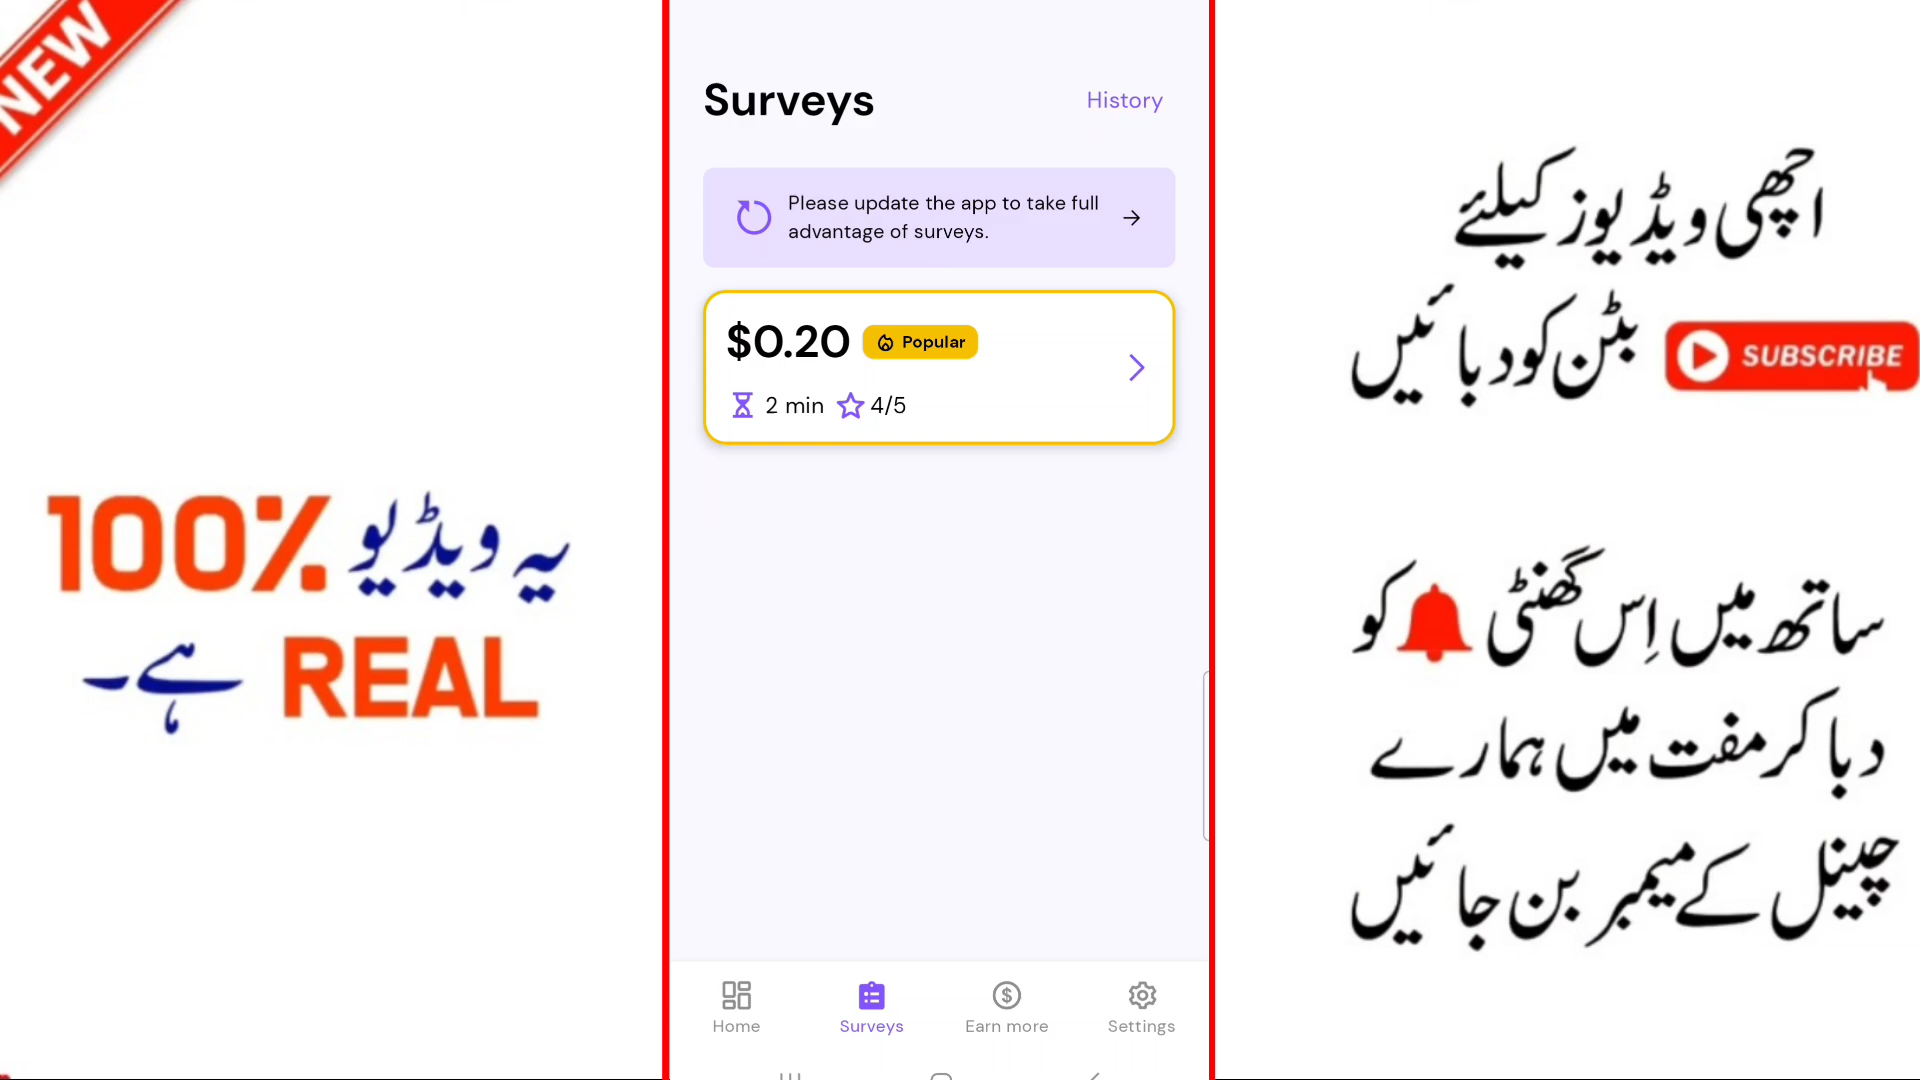 NEW
100% یہ ویڈیو
REAL ہے۔
Surveys
History
Please update the app to take full
advantage of surveys.
$0.20
Popular
2 min
4/5
Home
Surveys
Earn more
Settings
اچھی ویڈیوز کیلئے
بٹن کو دبائیں SUBSCRIBE
ساتھ میں اِس گھنٹی کو
دبا کر مفت میں ہمارے
چینل کے میمبر بن جائیں